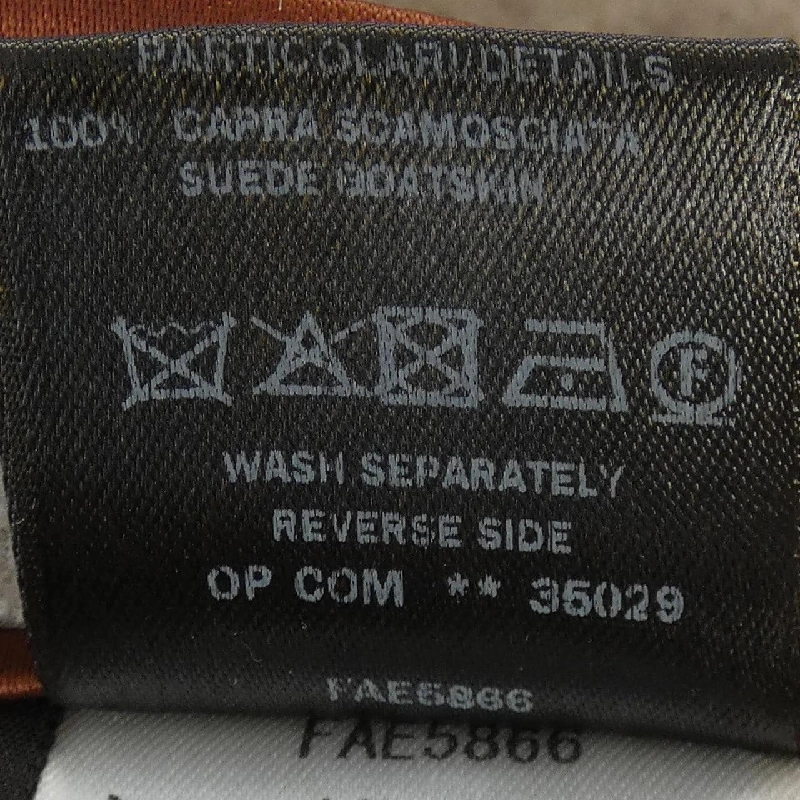 PARTICOLARI/DETAILS
100% CAPRA SCAMOSCIATA
SUEDE GOATSKIN
F
WASH SEPARATELY
REVERSE SIDE
OP COM ** 35029
FAE5866
FAE5866